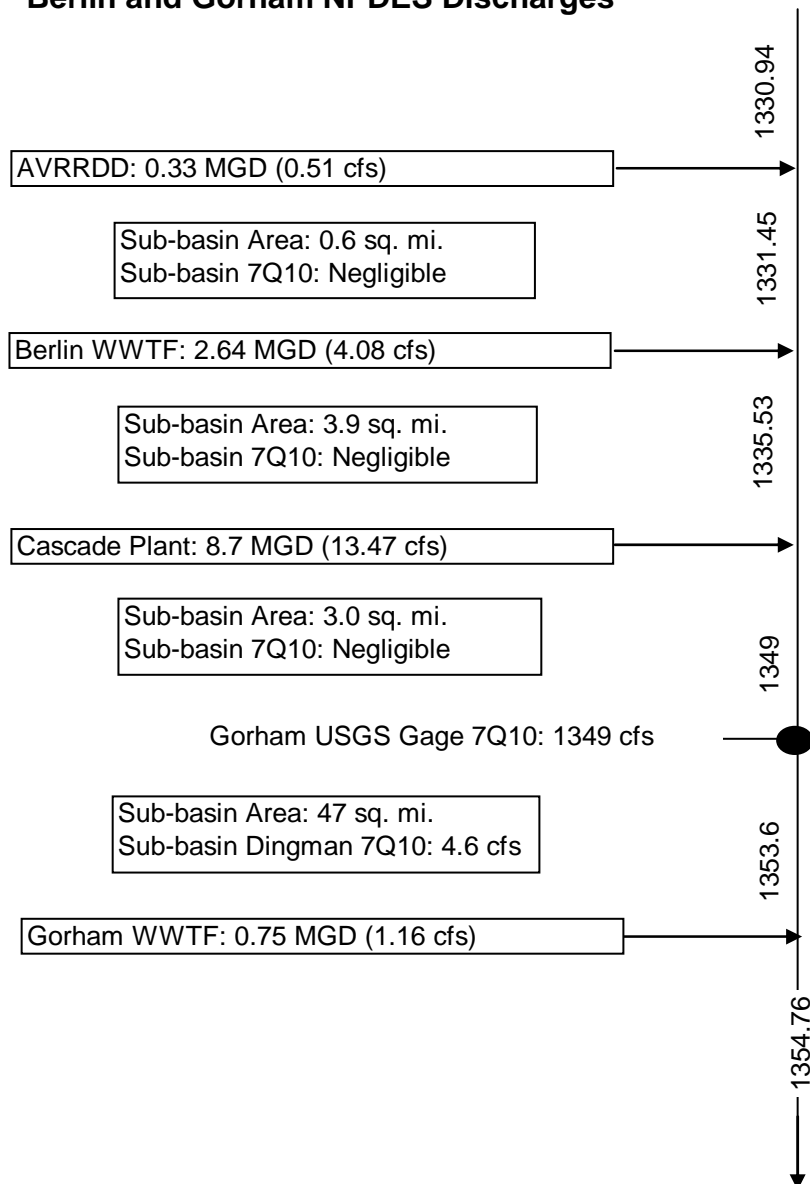 Berlin and Gorham NPDES Discharges
1330.94
AVRRDD: 0.33 MGD (0.51 cfs)
Sub-basin Area: 0.6 sq. mi.
Sub-basin 7Q10: Negligible
1331.45
Berlin WWTF: 2.64 MGD (4.08 cfs)
Sub-basin Area: 3.9 sq. mi.
Sub-basin 7Q10: Negligible
1335.53
Cascade Plant: 8.7 MGD (13.47 cfs)
Sub-basin Area: 3.0 sq. mi.
Sub-basin 7Q10: Negligible
1349
Gorham USGS Gage 7Q10: 1349 cfs
Sub-basin Area: 47 sq. mi.
Sub-basin Dingman 7Q10: 4.6 cfs
1353.6
Gorham WWTF: 0.75 MGD (1.16 cfs)
1354.76